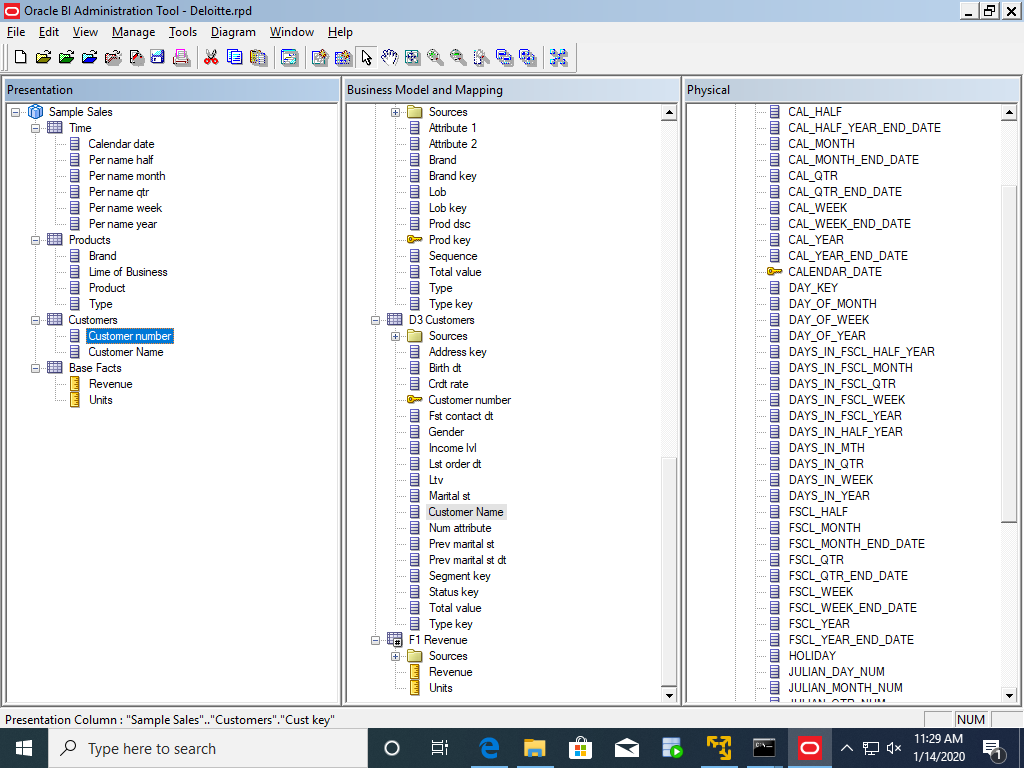 Oracle BI Administration Tool - Deloitte.rpd
File Edit View Manage Tools Diagram Window Help
Presentation
Sample Sales
Time
Calendar date
Per name half
Per name month
Per name qtr
Per name week
Per name year
Products
Brand
Lime of Business
Product
Type
Customers
Customer number
Customer Name
Base Facts
Revenue
Units
Business Model and Mapping
Sources
Attribute 1
Attribute 2
Brand
Brand key
Lob
Lob key
Prod dsc
Prod key
Sequence
Total value
Type
Type key
D3 Customers
Sources
Address key
Birth dt
Crdt rate
Customer number
Fst contact dt
Gender
Income lvl
Lst order dt
Ltv
Marital st
Customer Name
Num attribute
Prev marital st
Prev marital st dt
Segment key
Status key
Total value
Type key
F1 Revenue
Sources
Revenue
Units
Physical
CAL_HALF
CAL_HALF_YEAR_END_DATE
CAL_MONTH
CAL_MONTH_END_DATE
CAL_QTR
CAL_QTR_END_DATE
CAL_WEEK
CAL_WEEK_END_DATE
CAL_YEAR
CAL_YEAR_END_DATE
CALENDAR_DATE
DAY_KEY
DAY_OF_MONTH
DAY_OF_WEEK
DAY_OF_YEAR
DAYS_IN_FSCL_HALF_YEAR
DAYS_IN_FSCL_MONTH
DAYS_IN_FSCL_QTR
DAYS_IN_FSCL_WEEK
DAYS_IN_FSCL_YEAR
DAYS_IN_HALF_YEAR
DAYS_IN_MTH
DAYS_IN_QTR
DAYS_IN_WEEK
DAYS_IN_YEAR
FSCL_HALF
FSCL_MONTH
FSCL_MONTH_END_DATE
FSCL_QTR
FSCL_QTR_END_DATE
FSCL_WEEK
FSCL_WEEK_END_DATE
FSCL_YEAR
FSCL_YEAR_END_DATE
HOLIDAY
JULIAN_DAY_NUM
JULIAN_MONTH_NUM
JULIAN_QTR_NUM
Presentation Column : "Sample Sales".."Customers"."Cust key"
NUM
Type here to search
11:29 AM
1/14/2020
1